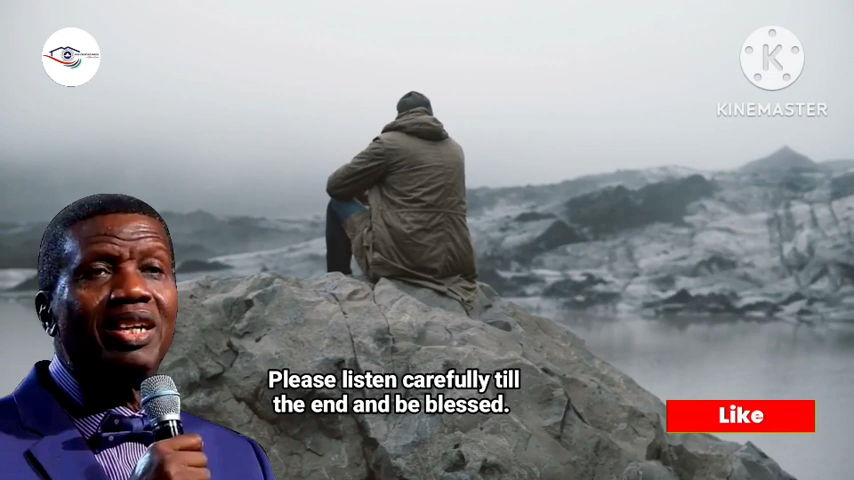 KINEMASTER
Please listen carefully till
the end and be blessed.
Like